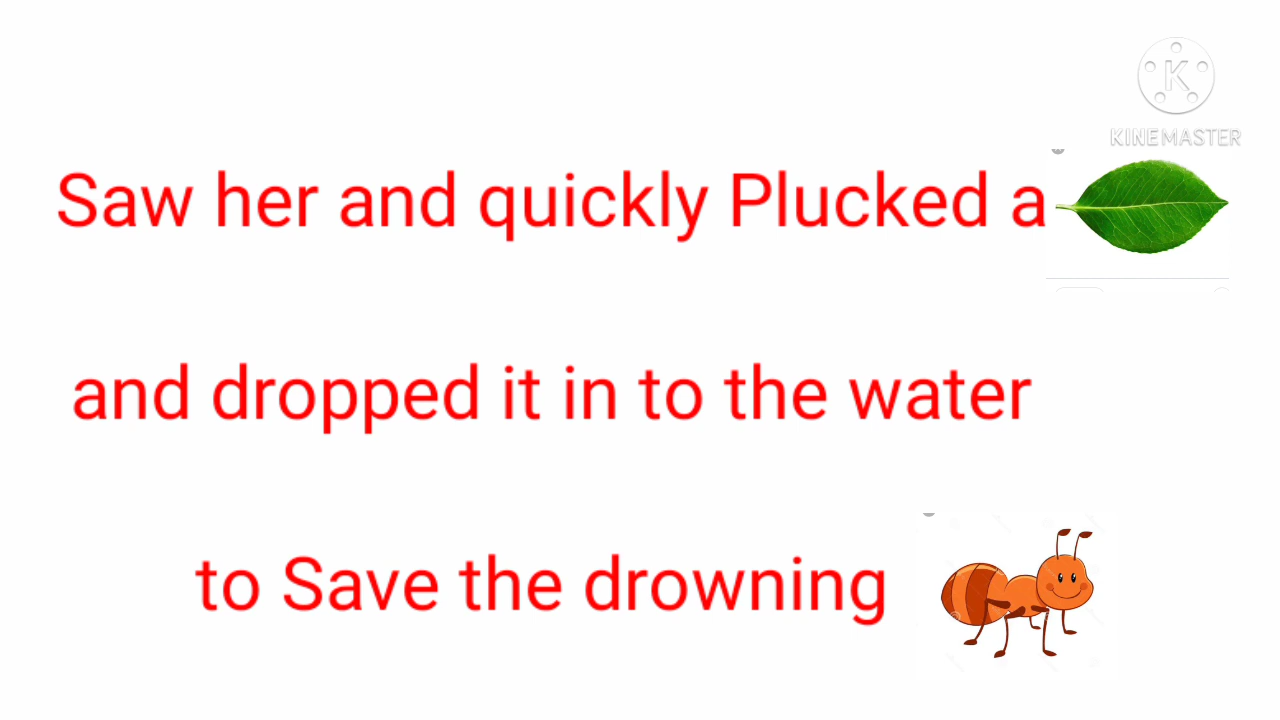 KINEMASTER
Saw her and quickly Plucked a
and dropped it in to the water
to Save the drowning